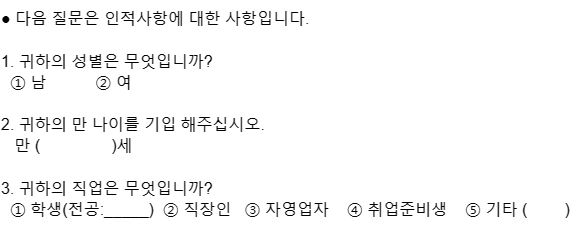 ● 다음 질문은 인적사항에 대한 사항입니다.
1. 귀하의 성별은 무엇입니까?
① 남 ② 여
2. 귀하의 만 나이를 기입 해주십시오.
만 ( )세
3. 귀하의 직업은 무엇입니까?
① 학생(전공:_____) ② 직장인 ③ 자영업자 ④ 취업준비생 ⑤ 기타 ( )